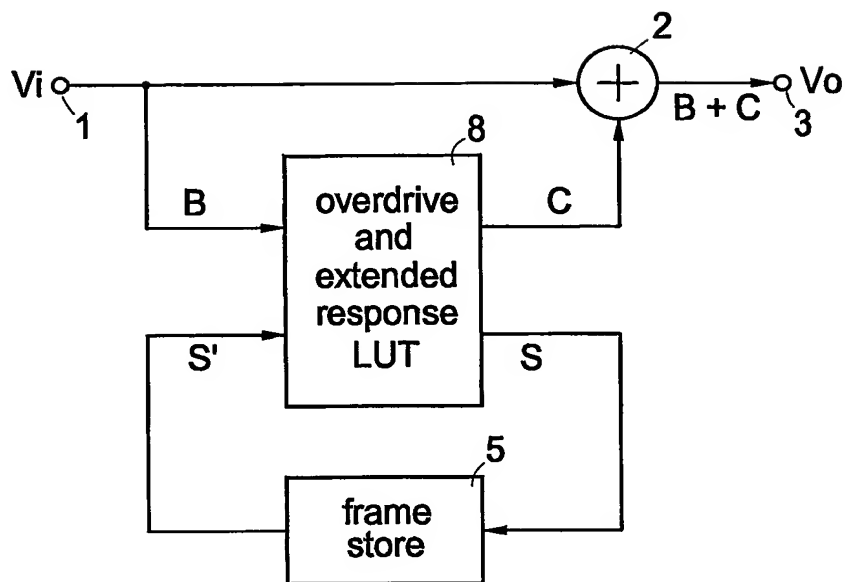 2
Vi
1
B + C
Vo
3
8
B
overdrive
and
extended
response
LUT
C
S'
S
5
frame
store